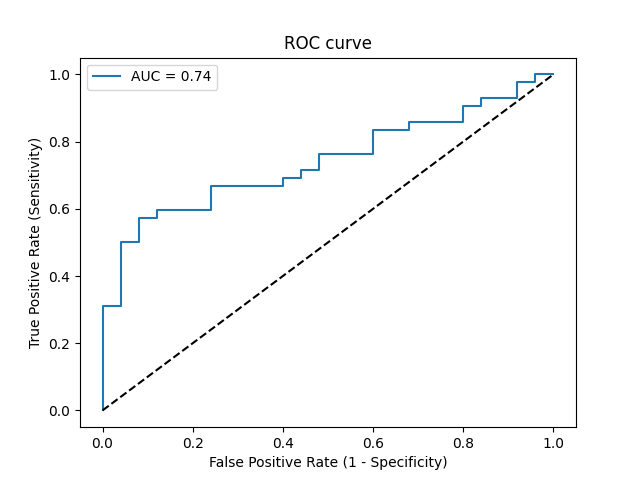 ROC curve
AUC = 0.74
True Positive Rate (Sensitivity)
1.0
0.8
0.6
0.4
0.2
0.0
0.0 0.2 0.4 0.6 0.8 1.0
False Positive Rate (1 - Specificity)